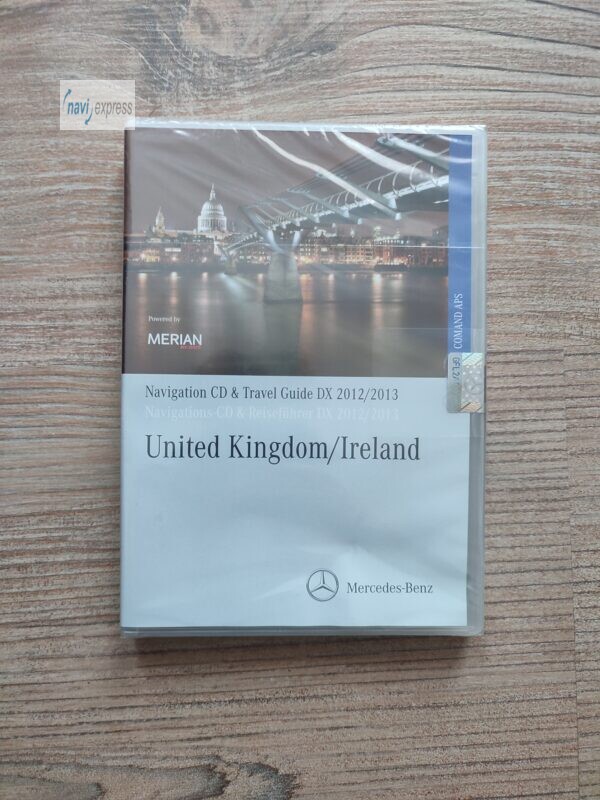 navi express
Powered by
MERIAN
COMAND APS
Navigation CD & Travel Guide DX 2012/2013
Navigations-CD & Reiseführer DX 2012/2013
United Kingdom/Ireland
Mercedes-Benz